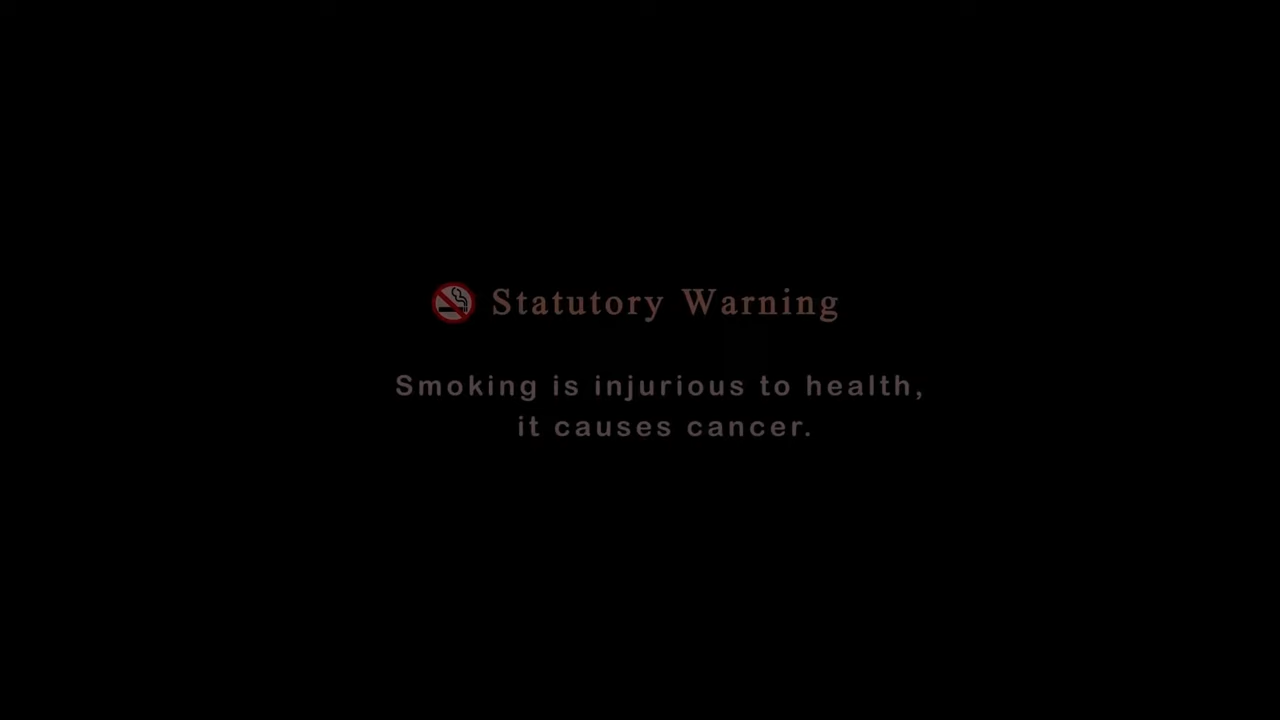 Statutory Warning
Smoking is injurious to health,
it causes cancer.